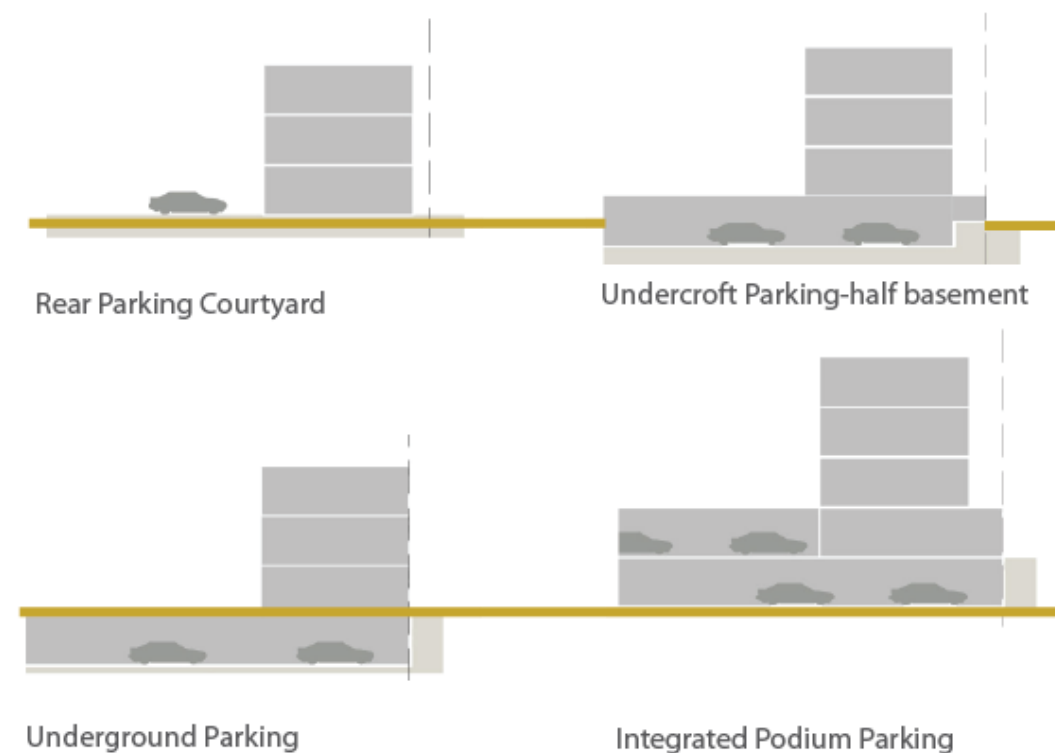 Rear Parking Courtyard
Undercroft Parking-half basement
Underground Parking
Integrated Podium Parking